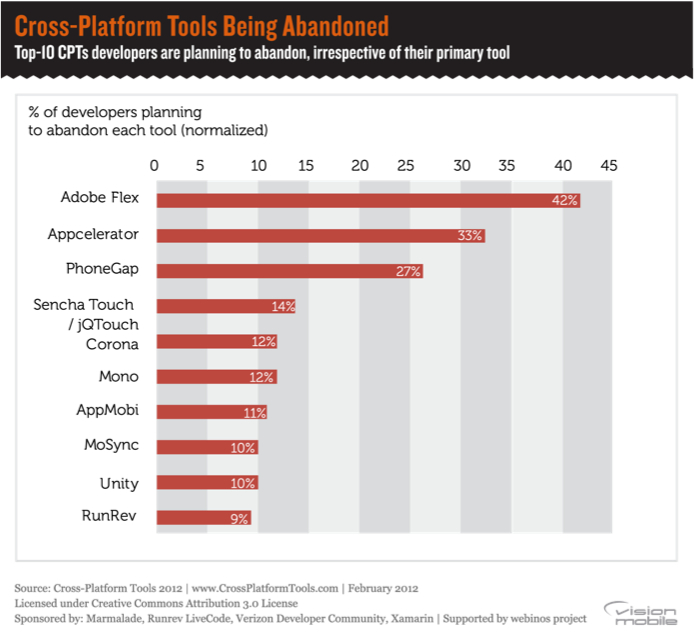 Cross-Platform Tools Being Abandoned
Top-10 CPTs developers are planning to abandon, irrespective of their primary tool
% of developers planning
to abandon each tool (normalized)
0 5 10 15 20 25 30 35 40 45
Adobe Flex 42%
Appcelerator 33%
PhoneGap 27%
Sencha Touch 14%
/ jQTouch
Corona 12%
Mono 12%
AppMobi 11%
MoSync 10%
Unity 10%
RunRev 9%
Source: Cross-Platform Tools 2012 | www.CrossPlatformTools.com | February 2012
Licensed under Creative Commons Attribution 3.0 License
Sponsored by: Marmalade, Runrev LiveCode, Verizon Developer Community, Xamarin | Supported by webinos project
vision
mobile